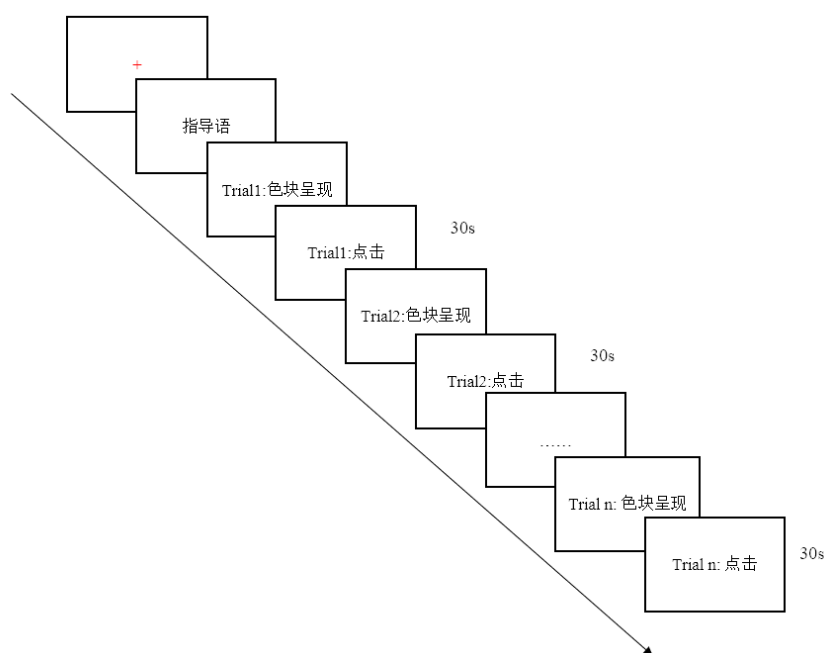 +
指导语
Trial1:色块呈现
30s
Trial1:点击
Trial2:色块呈现
30s
Trial2:点击
……
Trial n: 色块呈现
30s
Trial n: 点击